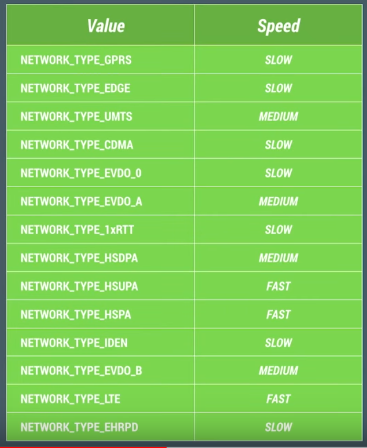 Value Speed
NETWORK_TYPE_GPRS SLOW
NETWORK_TYPE_EDGE SLOW
NETWORK_TYPE_UMTS MEDIUM
NETWORK_TYPE_CDMA SLOW
NETWORK_TYPE_EVDO_0 SLOW
NETWORK_TYPE_EVDO_A MEDIUM
NETWORK_TYPE_1xRTT SLOW
NETWORK_TYPE_HSDPA MEDIUM
NETWORK_TYPE_HSUPA FAST
NETWORK_TYPE_HSPA FAST
NETWORK_TYPE_IDEN SLOW
NETWORK_TYPE_EVDO_B MEDIUM
NETWORK_TYPE_LTE FAST
NETWORK_TYPE_EHRPD SLOW